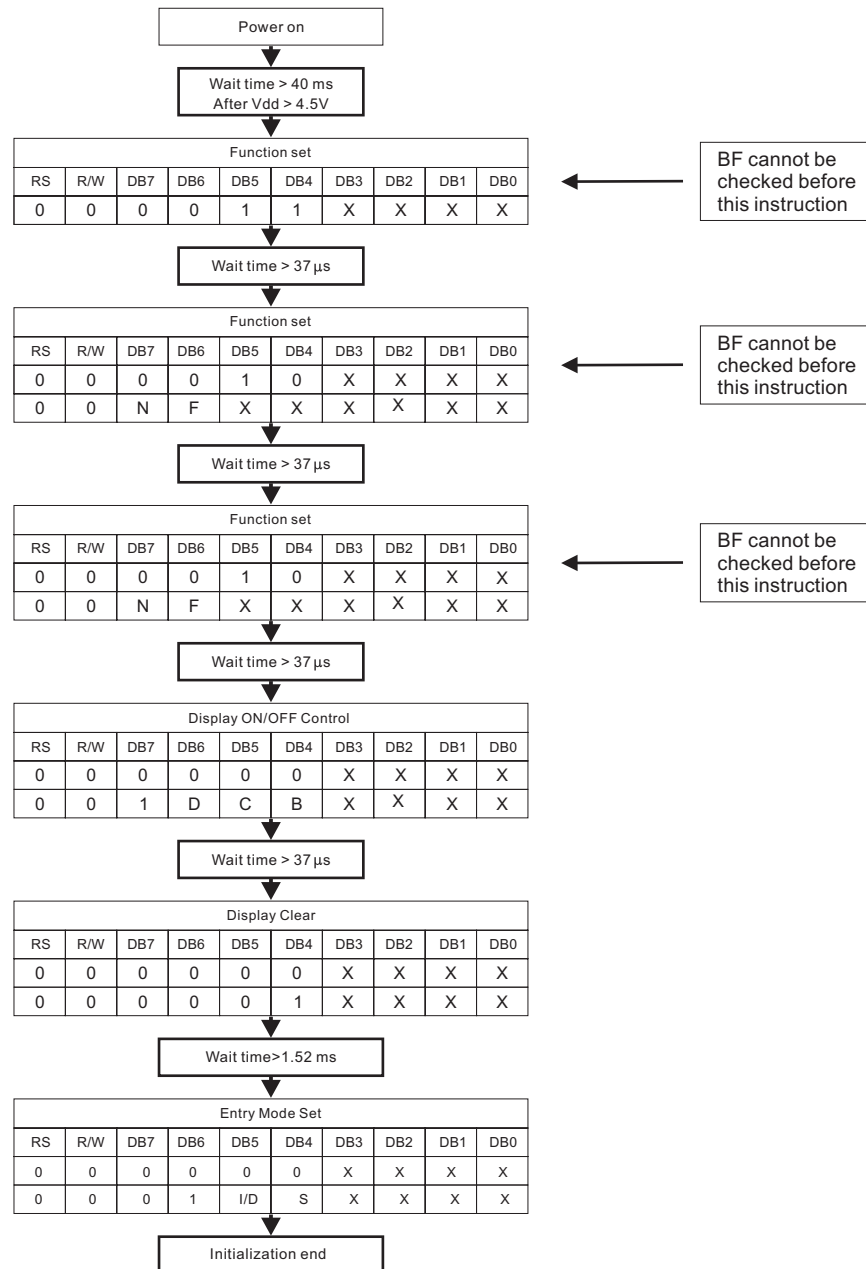 Power on
Wait time > 40 ms
After Vdd > 4.5V
Function set
RS R/W DB7 DB6 DB5 DB4 DB3 DB2 DB1 DB0
0 0 0 0 1 1 X X X X
BF cannot be
checked before
this instruction
Wait time > 37 µs
Function set
RS R/W DB7 DB6 DB5 DB4 DB3 DB2 DB1 DB0
0 0 0 0 1 0 X X X X
0 0 N F X X X X X X
BF cannot be
checked before
this instruction
Wait time > 37 µs
Function set
RS R/W DB7 DB6 DB5 DB4 DB3 DB2 DB1 DB0
0 0 0 0 1 0 X X X X
0 0 N F X X X X X X
BF cannot be
checked before
this instruction
Wait time > 37 µs
Display ON/OFF Control
RS R/W DB7 DB6 DB5 DB4 DB3 DB2 DB1 DB0
0 0 0 0 0 0 X X X X
0 0 1 D C B X X X X
Wait time > 37 µs
Display Clear
RS R/W DB7 DB6 DB5 DB4 DB3 DB2 DB1 DB0
0 0 0 0 0 0 X X X X
0 0 0 0 0 1 X X X X
Wait time>1.52 ms
Entry Mode Set
RS R/W DB7 DB6 DB5 DB4 DB3 DB2 DB1 DB0
0 0 0 0 0 0 X X X X
0 0 0 1 I/D S X X X X
Initialization end